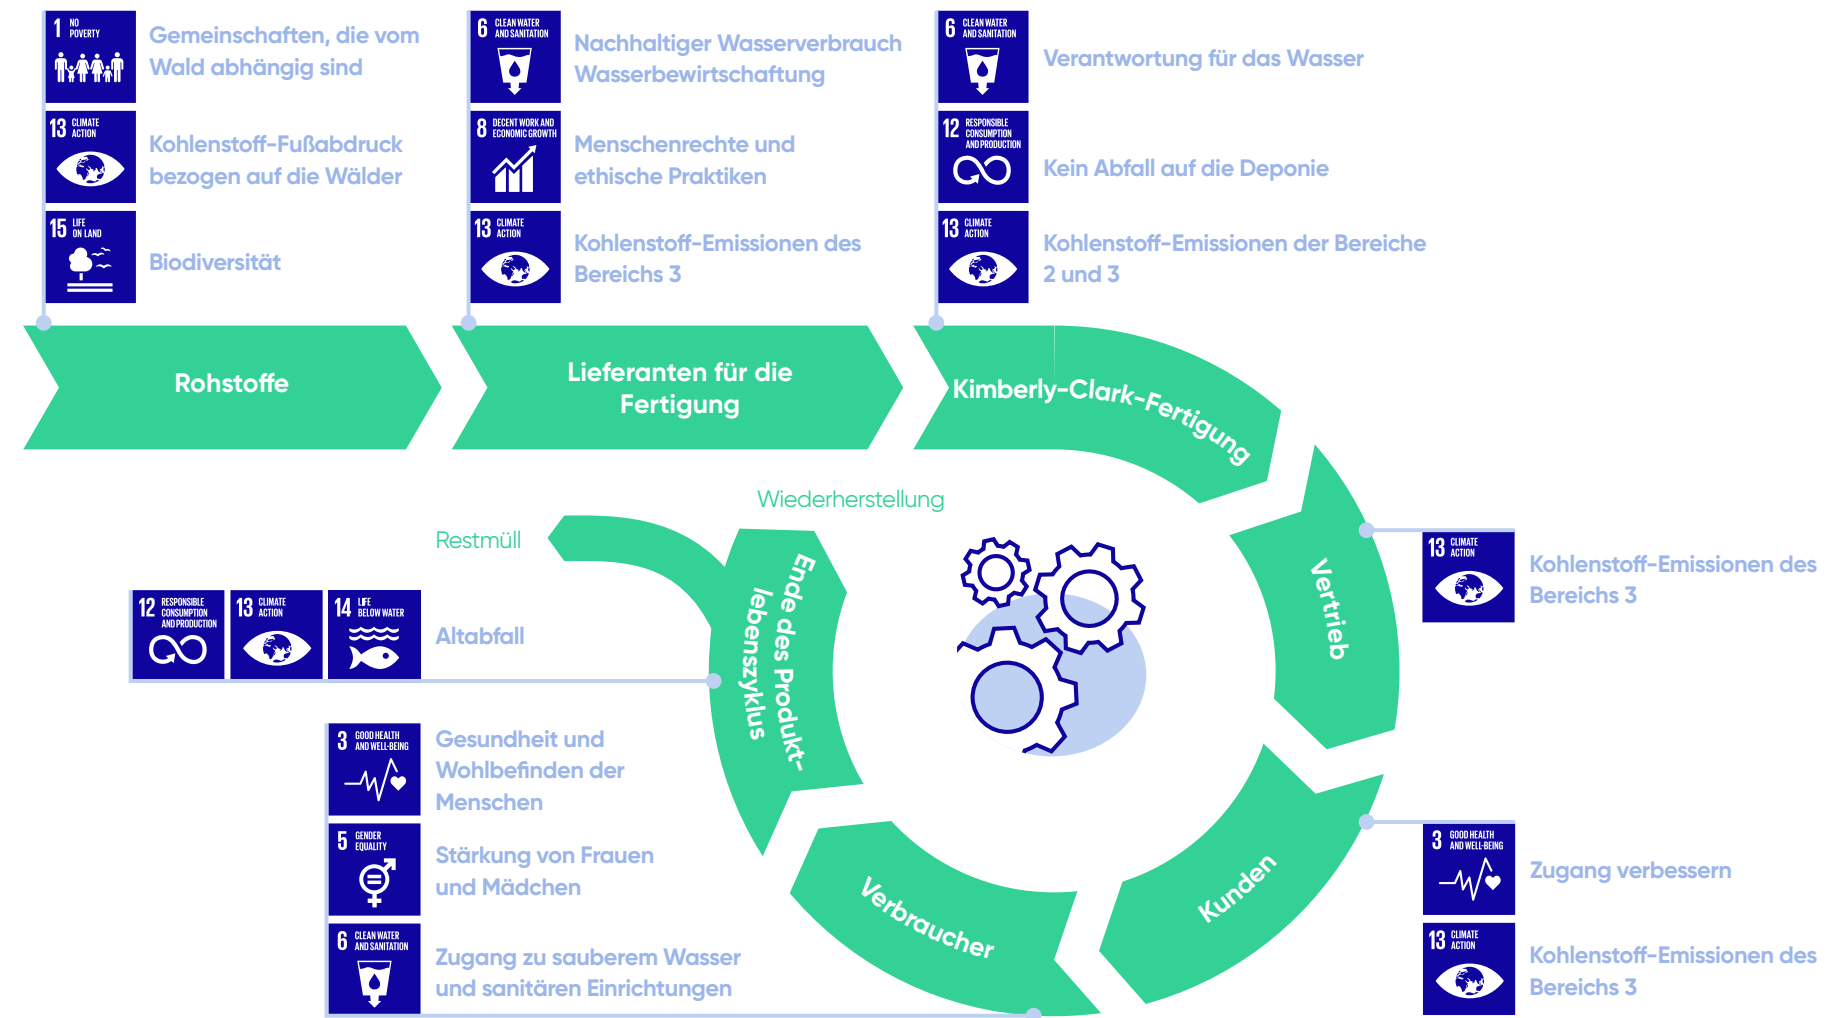 1 NO
POVERTY
Gemeinschaften, die vom
Wald abhängig sind
13 CLIMATE
ACTION
Kohlenstoff-Fußabdruck
bezogen auf die Wälder
15 LIFE
ON LAND
Biodiversität
6 CLEAN WATER
AND SANITATION
Nachhaltiger Wasserverbrauch
Wasserbewirtschaftung
8 DECENT WORK AND
ECONOMIC GROWTH
Menschenrechte und
ethische Praktiken
13 CLIMATE
ACTION
Kohlenstoff-Emissionen des
Bereichs 3
6 CLEAN WATER
AND SANITATION
Verantwortung für das Wasser
12 RESPONSIBLE
CONSUMPTION
AND PRODUCTION
Kein Abfall auf die Deponie
13 CLIMATE
ACTION
Kohlenstoff-Emissionen der Bereiche
2 und 3
Rohstoffe
Lieferanten für die
Fertigung
Kimberly-Clark-Fertigung
Vertrieb
13 CLIMATE
ACTION
Kohlenstoff-Emissionen des
Bereichs 3
Kunden
3 GOOD HEALTH
AND WELL-BEING
Zugang verbessern
13 CLIMATE
ACTION
Kohlenstoff-Emissionen des
Bereichs 3
Verbraucher
3 GOOD HEALTH
AND WELL-BEING
Gesundheit und
Wohlbefinden der
Menschen
5 GENDER
EQUALITY
Stärkung von Frauen
und Mädchen
6 CLEAN WATER
AND SANITATION
Zugang zu sauberem Wasser
und sanitären Einrichtungen
Ende des Produkt-
lebenszyklus
12 RESPONSIBLE
CONSUMPTION
AND PRODUCTION
13 CLIMATE
ACTION
14 LIFE
BELOW WATER
Altabfall
Restmüll
Wiederherstellung